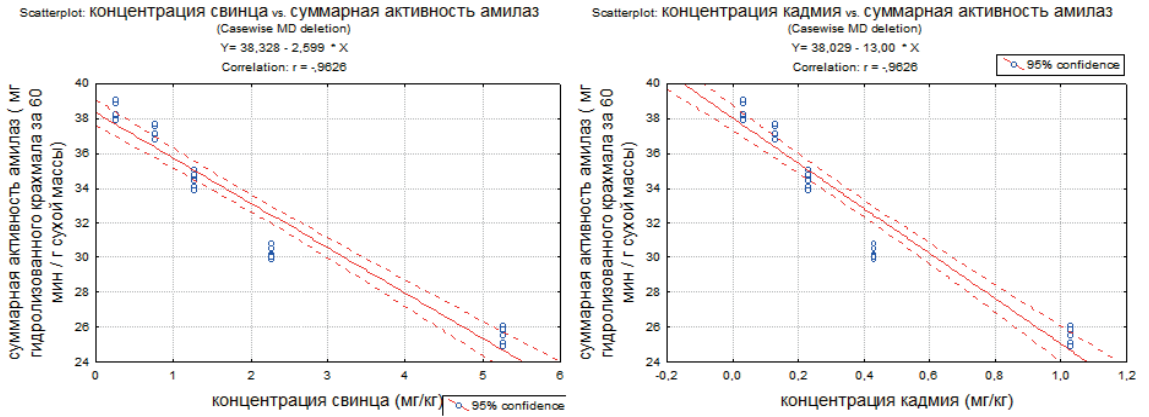 Scatterplot: концентрация свинца vs. суммарная активность амилаз
(Casewise MD deletion)
Y= 38,328 - 2,599 * X
Correlation: r = -,9626
суммарная активность амилаз ( мг
гидролизованного крахмала за 60
мин / г сухой массы)
40
38
36
34
32
30
28
26
24
0 1 2 3 4 5 6
концентрация свинца (мг/кг)
95% confidence
Scatterplot: концентрация кадмия vs. суммарная активность амилаз
(Casewise MD deletion)
Y= 38,029 - 13,00 * X
Correlation: r = -,9626
95% confidence
суммарная активность амилаз ( мг
гидролизованного крахмала за 60
мин / г сухой массы)
40
38
36
34
32
30
28
26
24
-0,2 0,0 0,2 0,4 0,6 0,8 1,0 1,2
концентрация кадмия (мг/кг)